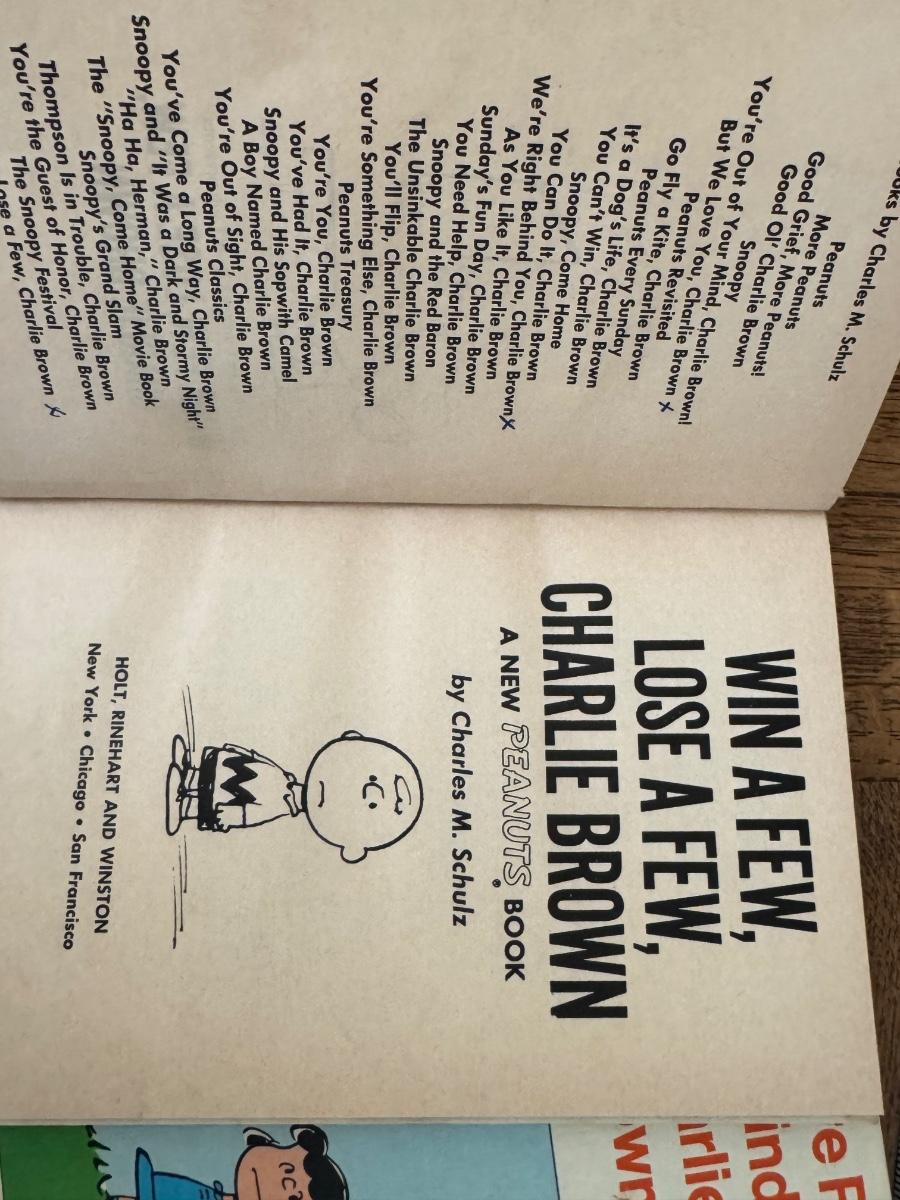 ooks by Charles M. Schulz
Peanuts
More Peanuts
Good Grief, More Peanuts!
Good Ol' Charlie Brown
Snoopy
You're Out of Your Mind, Charlie Brown!
But We Love You, Charlie Brown
Peanuts Revisited
Go Fly a Kite, Charlie Brown x
Peanuts Every Sunday
It's a Dog's Life, Charlie Brown
You Can't Win, Charlie Brown
Snoopy, Come Home
You Can Do It, Charlie Brown
We're Right Behind You, Charlie Brown x
As You Like It, Charlie Brown
Sunday's Fun Day, Charlie Brown
You Need Help, Charlie Brown
Snoopy and the Red Baron
The Unsinkable Charlie Brown
You'll Flip, Charlie Brown
You're Something Else, Charlie Brown
Peanuts Treasury
You're You, Charlie Brown
You've Had It, Charlie Brown
Snoopy and His Sopwith Camel
A Boy Named Charlie Brown
You're Out of Sight, Charlie Brown
Peanuts Classics
You've Come a Long Way, Charlie Brown
Snoopy and "It Was a Dark and Stormy Night"
"Ha Ha, Herman," Charlie Brown
The "Snoopy, Come Home" Movie Book
Snoopy's Grand Slam
Thompson Is in Trouble, Charlie Brown
You're the Guest of Honor, Charlie Brown
The Snoopy Festival
Lose a Few, Charlie Brown x
WIN A FEW,
LOSE A FEW,
CHARLIE BROWN
A NEW PEANUTS® BOOK
by Charles M. Schulz
HOLT, RINEHART AND WINSTON
New York • Chicago • San Francisco
e F
ind
rlie
wn